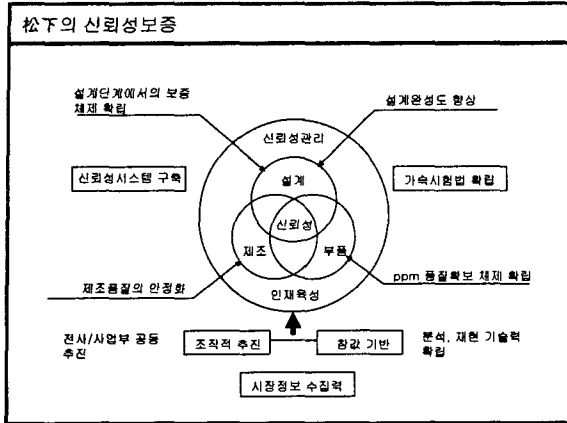 松下의 신뢰성보증
설계단계에서의 보증
체제 확립
설계완성도 향상
신뢰성관리
신뢰성시스템 구축
설계
가속시험법 확립
신뢰성
제조
부품
제조품질의 안정화
ppm 품질확보 체제 확립
인재육성
전사/사업부 공동
추진
조직적 추진
참값 기반
분석, 재현 기술력
확립
시장정보 수집력